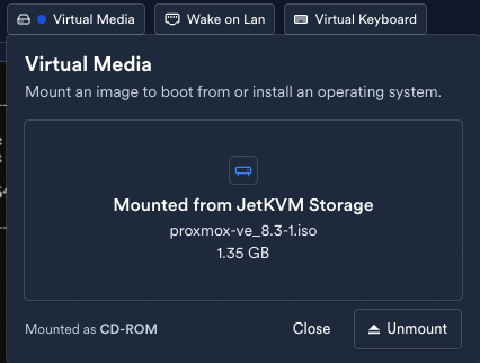 Virtual Media
Wake on Lan
Virtual Keyboard
Virtual Media
Mount an image to boot from or install an operating system.
Mounted from JetKVM Storage
proxmox-ve_8.3-1.iso
1.35 GB
Mounted as CD-ROM
Close
Unmount